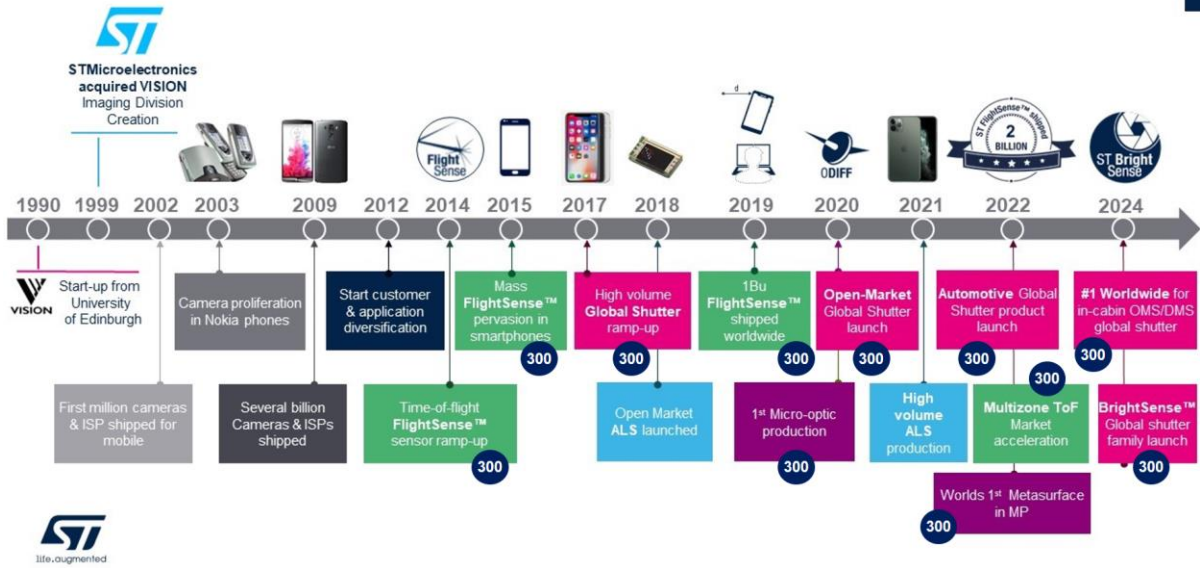 ST
STMicroelectronics
acquired VISION
Imaging Division
Creation
Flight
Sense
d
0DIFF
ST FlightSense™ shipped
2
BILLION
ST Bright
Sense
1990
1999
2002
2003
2009
2012
2014
2015
2017
2018
2019
2020
2021
2022
2024
VISION
Start-up from
University
of Edinburgh
Camera proliferation
in Nokia phones
Start customer
& application
diversification
Mass
FlightSense™
pervasion in
smartphones
300
High volume
Global Shutter
ramp-up
300
1Bu
FlightSense™
shipped
worldwide
300
Open-Market
Global Shutter
launch
300
Automotive Global
Shutter product
launch
300
#1 Worldwide for
in-cabin OMS/DMS
global shutter
300
First million cameras
& ISP shipped for
mobile
Several billion
Cameras & ISPs
shipped
Time-of-flight
FlightSense™
sensor ramp-up
300
Open Market
ALS launched
1st Micro-optic
production
300
High
volume
ALS
production
300
Multizone ToF
Market
acceleration
BrightSense™
Global shutter
family launch
300
Worlds 1st Metasurface
in MP
300
ST
life.augmented